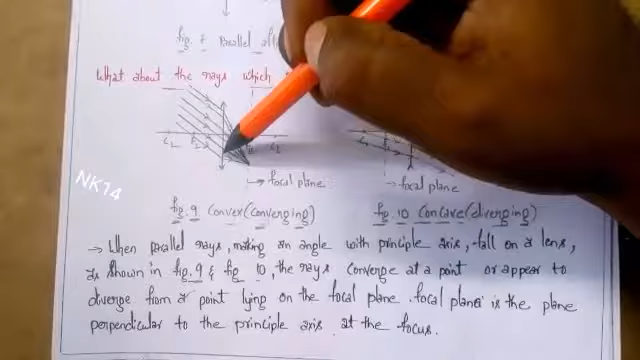 fig. 8 Parallel
What about the rays which
C2 F2 C2
focal plane focal plane
NK14
fig. 9 Convex (Converging) fig. 10 Concave (diverging)
→ When parallel rays, making an angle with principle axis, fall on a lens,
as shown in fig. 9 & fig 10, the rays converge at a point or appear to
diverge from a point lying on the focal plane. focal plane is the plane
perpendicular to the principle axis at the focus.